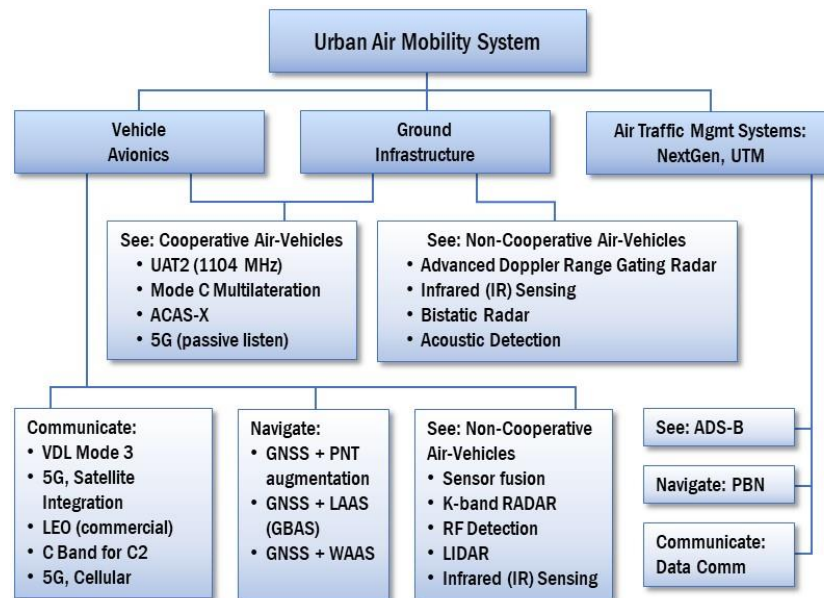 Urban Air Mobility System
Vehicle
Avionics
Ground
Infrastructure
Air Traffic Mgmt Systems:
NextGen, UTM
See: Cooperative Air-Vehicles
• UAT2 (1104 MHz)
• Mode C Multilateration
• ACAS-X
• 5G (passive listen)
See: Non-Cooperative Air-Vehicles
• Advanced Doppler Range Gating Radar
• Infrared (IR) Sensing
• Bistatic Radar
• Acoustic Detection
Communicate:
• VDL Mode 3
• 5G, Satellite
Integration
• LEO (commercial)
• C Band for C2
• 5G, Cellular
Navigate:
• GNSS + PNT
augmentation
• GNSS + LAAS
(GBAS)
• GNSS + WAAS
See: Non-Cooperative
Air-Vehicles
• Sensor fusion
• K-band RADAR
• RF Detection
• LIDAR
• Infrared (IR) Sensing
See: ADS-B
Navigate: PBN
Communicate:
Data Comm